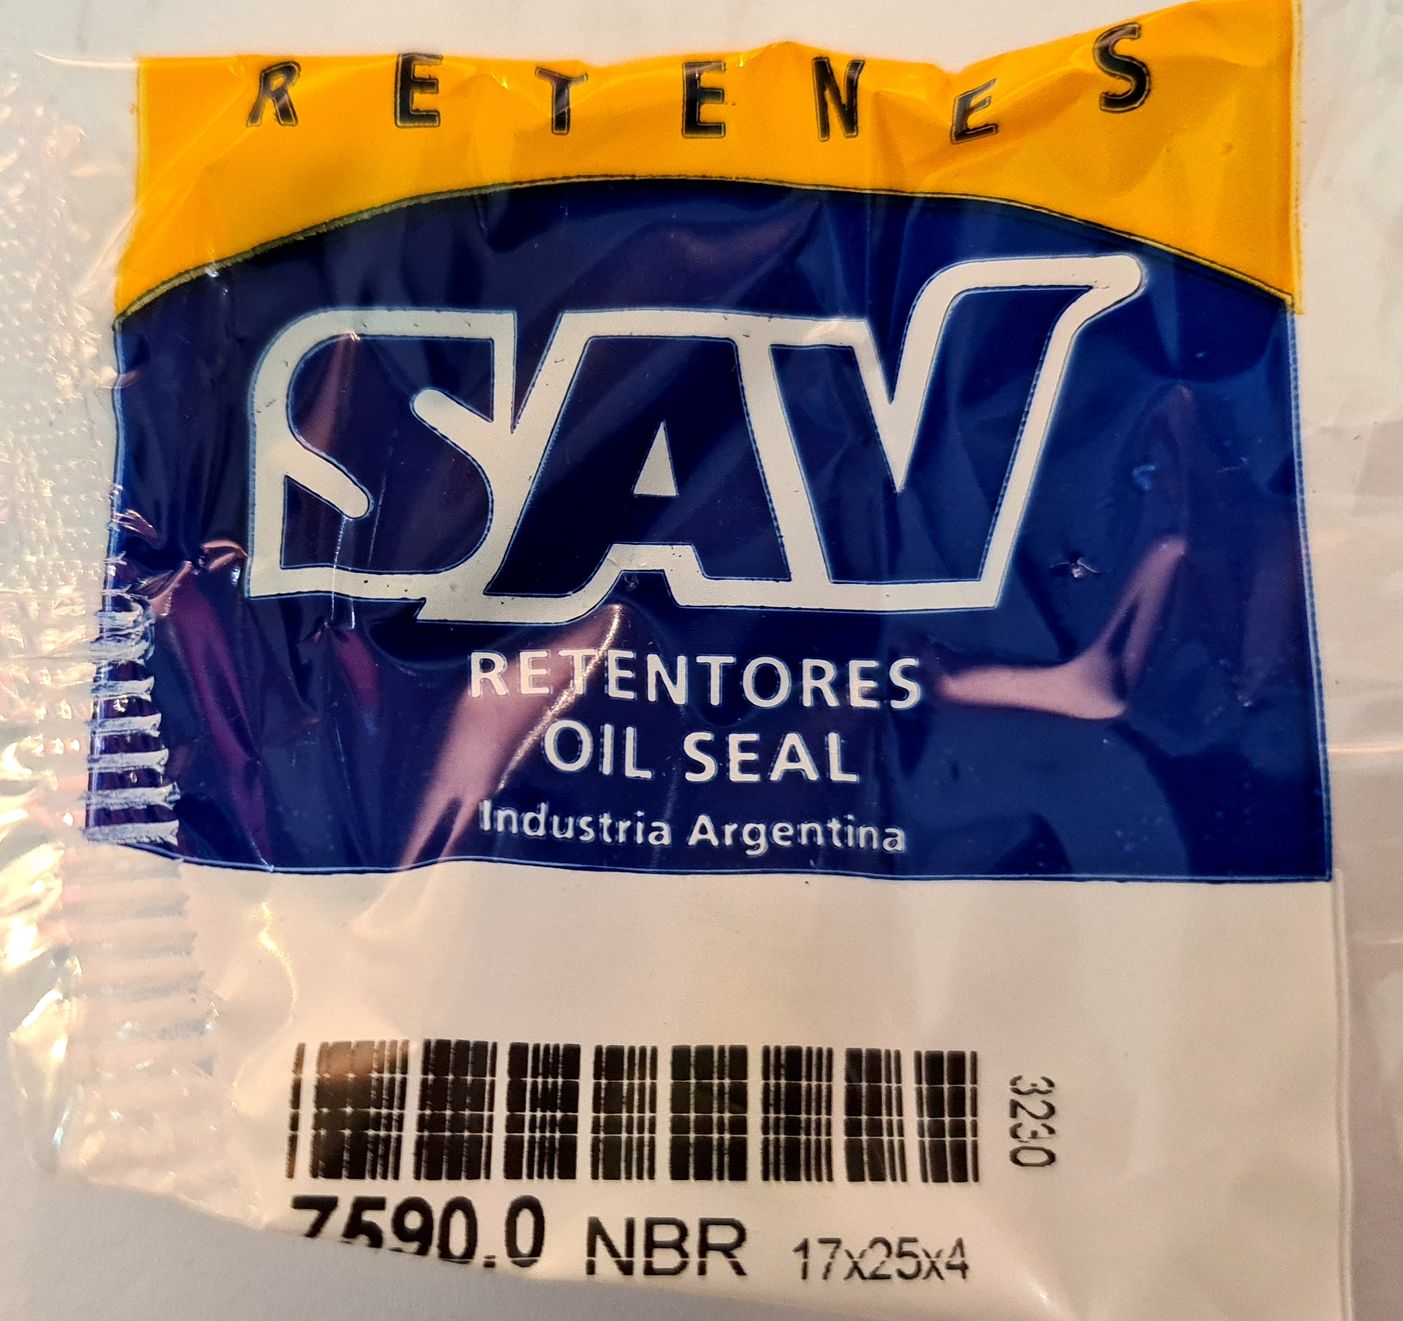 RETENES
SAV
RETENTORES
OIL SEAL
Industria Argentina
3230
7590.0 NBR 17x25x4